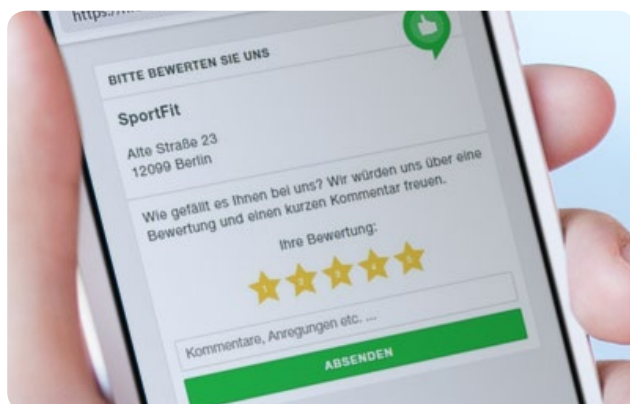 BITTE BEWERTEN SIE UNS
SportFit
Alte Straße 23
12099 Berlin
Wie gefällt es Ihnen bei uns? Wir würden uns über eine
Bewertung und einen kurzen Kommentar freuen.
Ihre Bewertung:
1 2 3 4 5
Kommentare, Anregungen etc. ...
ABSENDEN